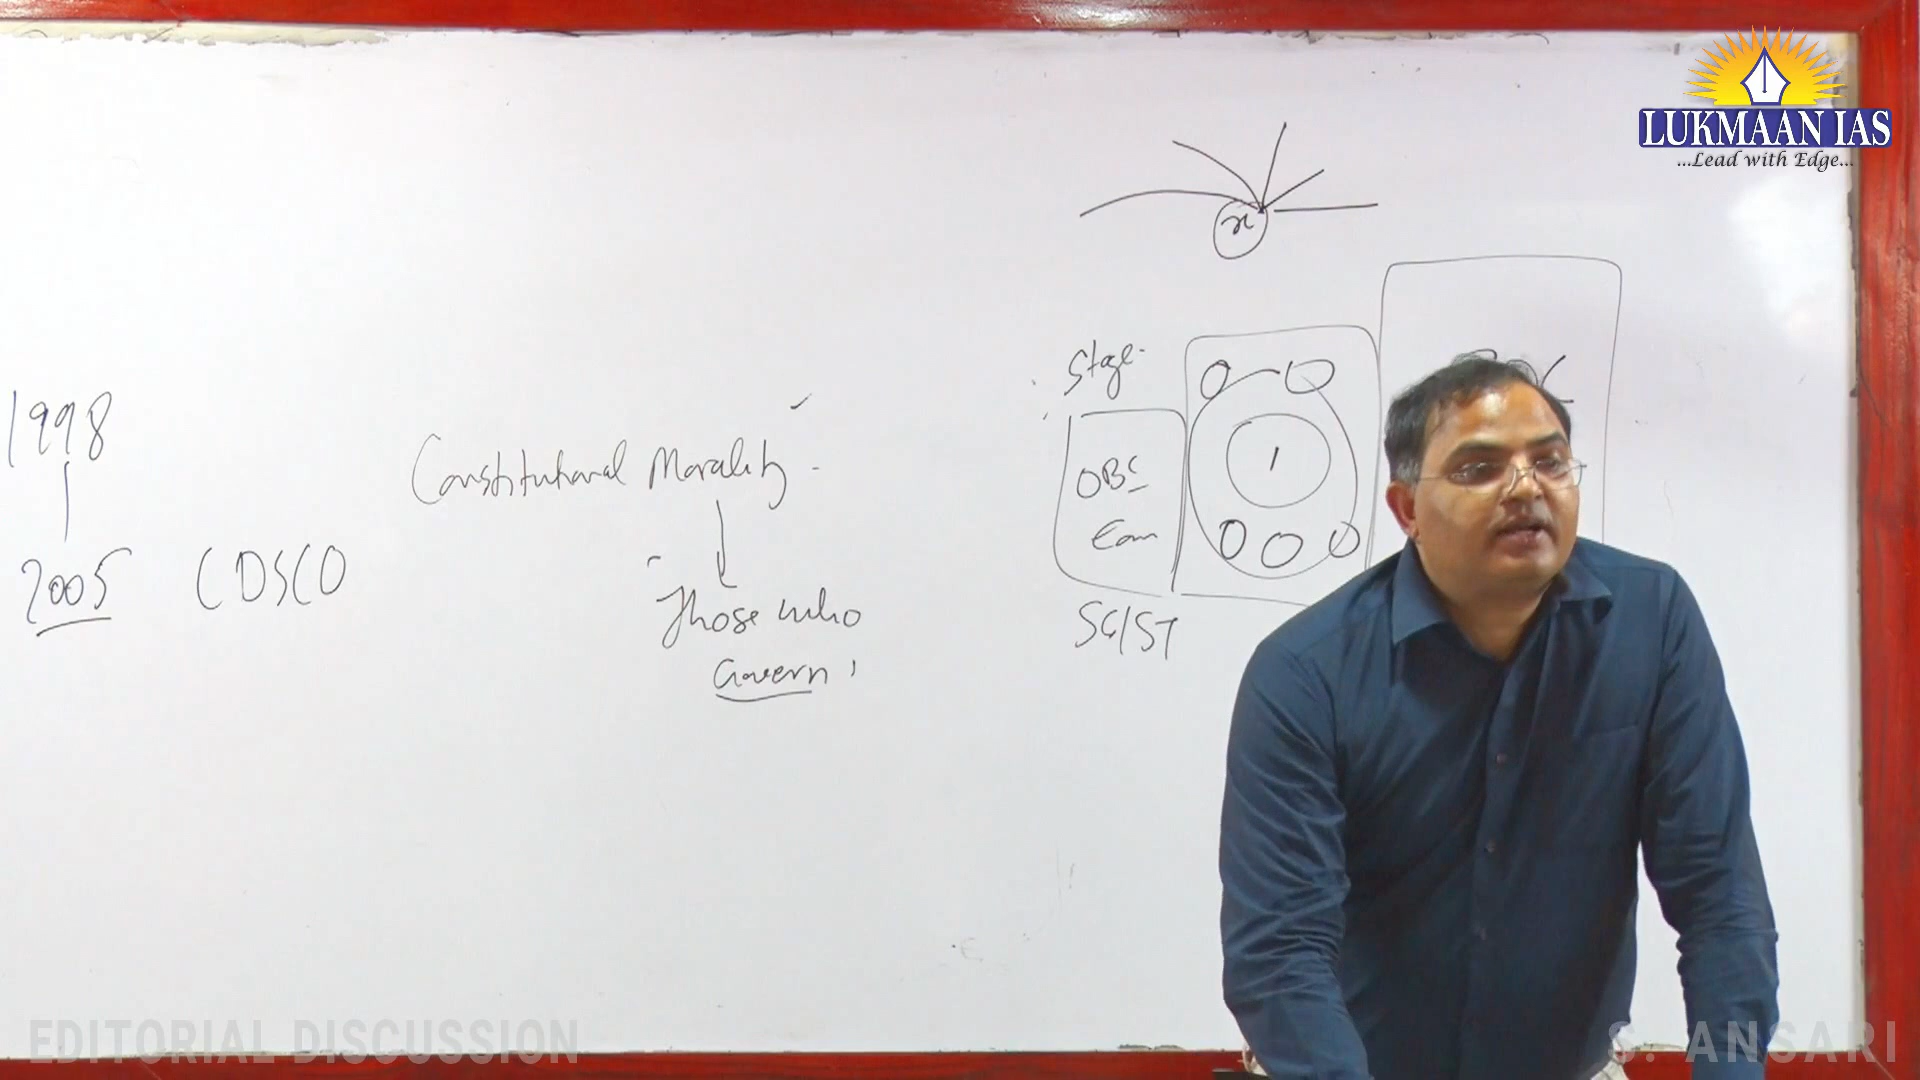 LUKMAAN IAS
...Lead with Edge...
x
Stage
1998
Constitutional Morality
1
OBC
2005 CDSCO
Those who
Govern
SC/ST
EDITORIAL DISCUSSION
S. ANSARI